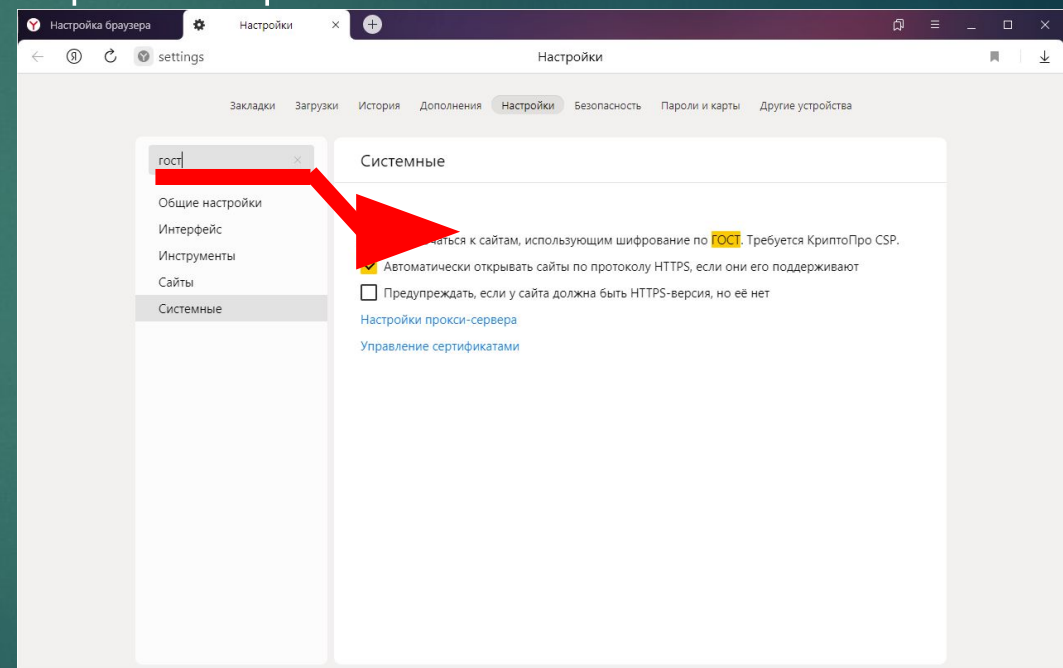 Настройка браузера
Настройки
settings
Настройки
Закладки Загрузки История Дополнения Настройки Безопасность Пароли и карты Другие устройства
гост
Общие настройки
Интерфейс
Инструменты
Сайты
Системные
Системные
к сайтам, использующим шифрование по ГОСТ. Требуется КриптоПро CSP.
Автоматически открывать сайты по протоколу HTTPS, если они его поддерживают
Предупреждать, если у сайта должна быть HTTPS-версия, но её нет
Настройки прокси-сервера
Управление сертификатами